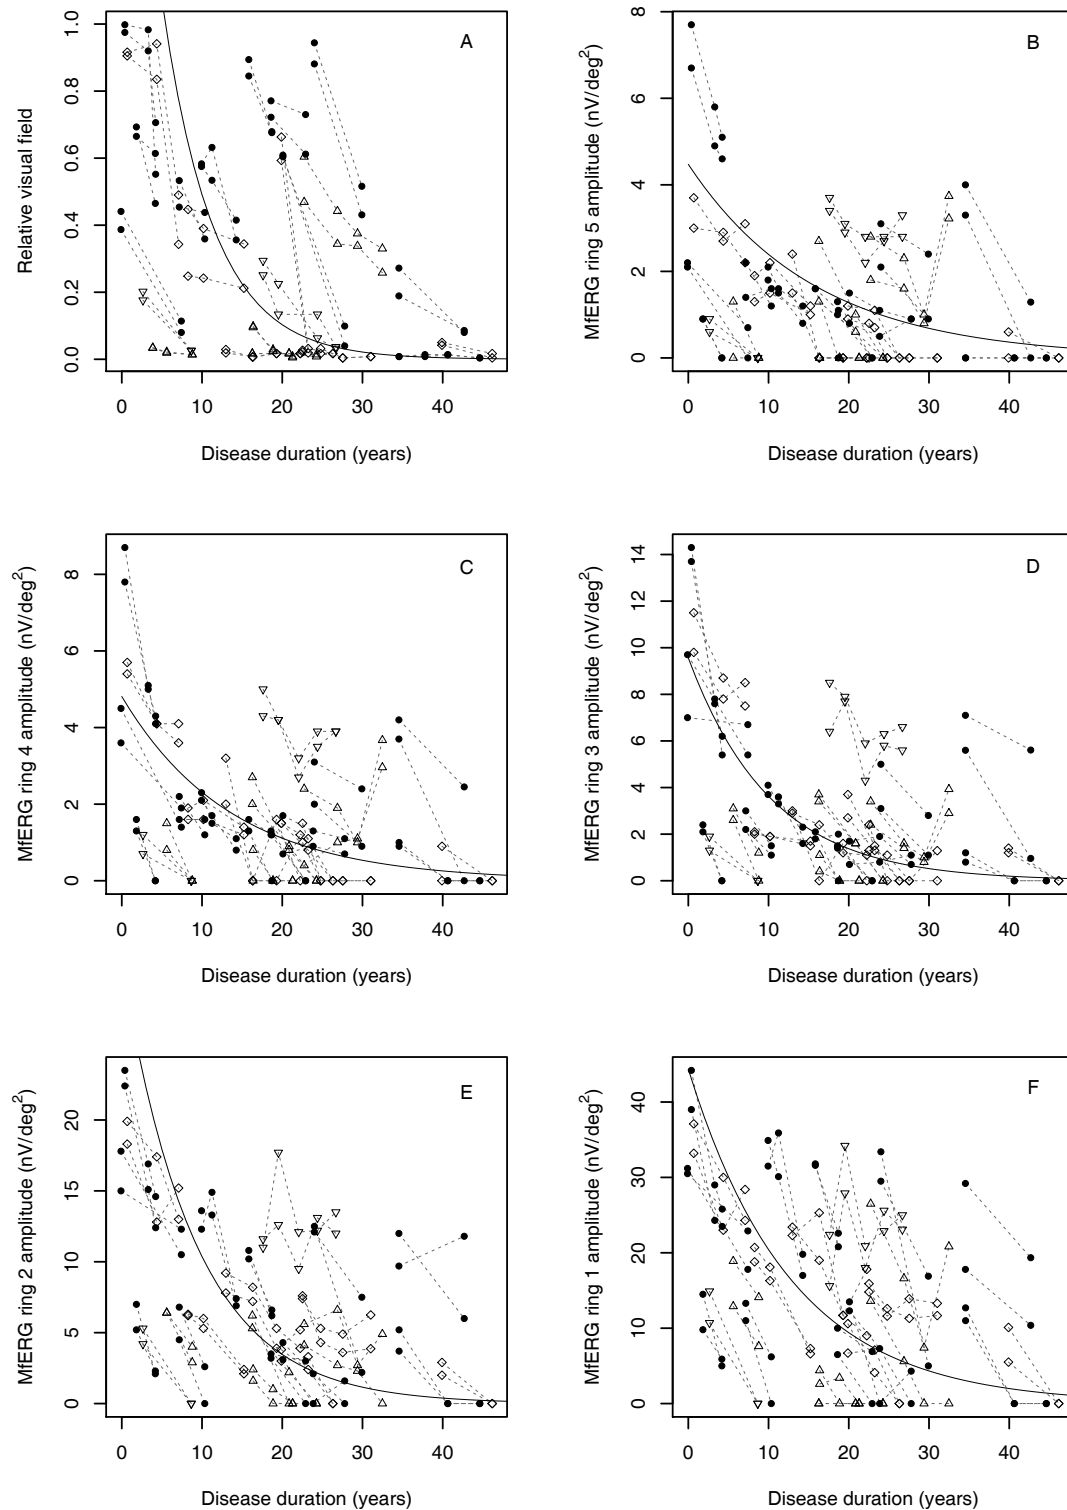 A
Relative visual field
0.0 0.2 0.4 0.6 0.8 1.0
0 10 20 30 40
Disease duration (years)
B
MfERG ring 5 amplitude (nV/deg²)
0 2 4 6 8
0 10 20 30 40
Disease duration (years)
C
MfERG ring 4 amplitude (nV/deg²)
0 2 4 6 8
0 10 20 30 40
Disease duration (years)
D
MfERG ring 3 amplitude (nV/deg²)
0 2 4 6 8 10 12 14
0 10 20 30 40
Disease duration (years)
E
MfERG ring 2 amplitude (nV/deg²)
0 5 10 15 20
0 10 20 30 40
Disease duration (years)
F
MfERG ring 1 amplitude (nV/deg²)
0 10 20 30 40
0 10 20 30 40
Disease duration (years)